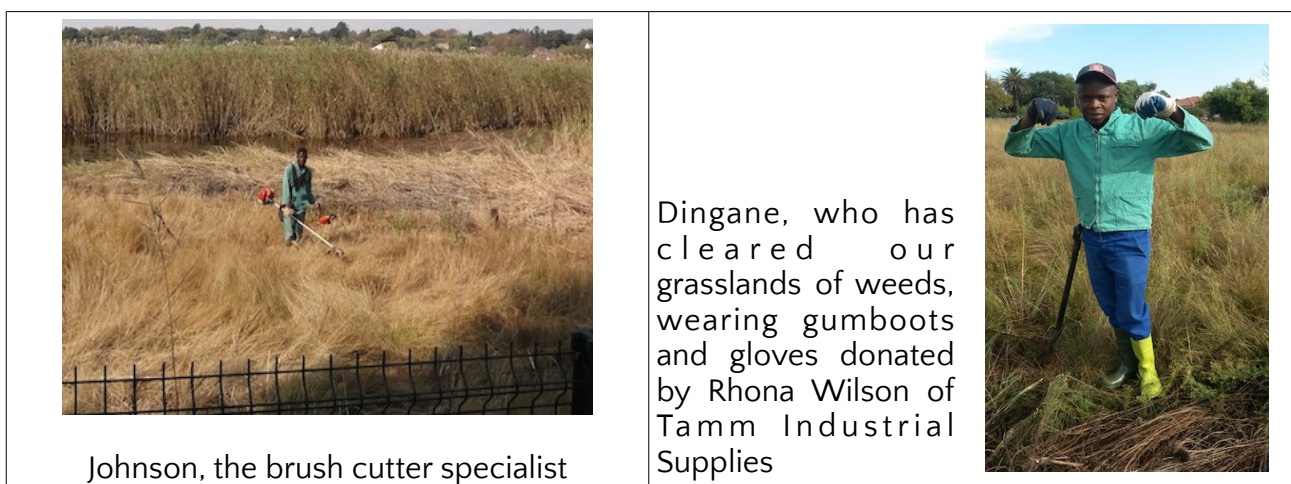 Johnson, the brush cutter specialist
Dingane, who has
cleared our
grasslands of weeds,
wearing gumboots
and gloves donated
by Rhona Wilson of
Tamm Industrial
Supplies